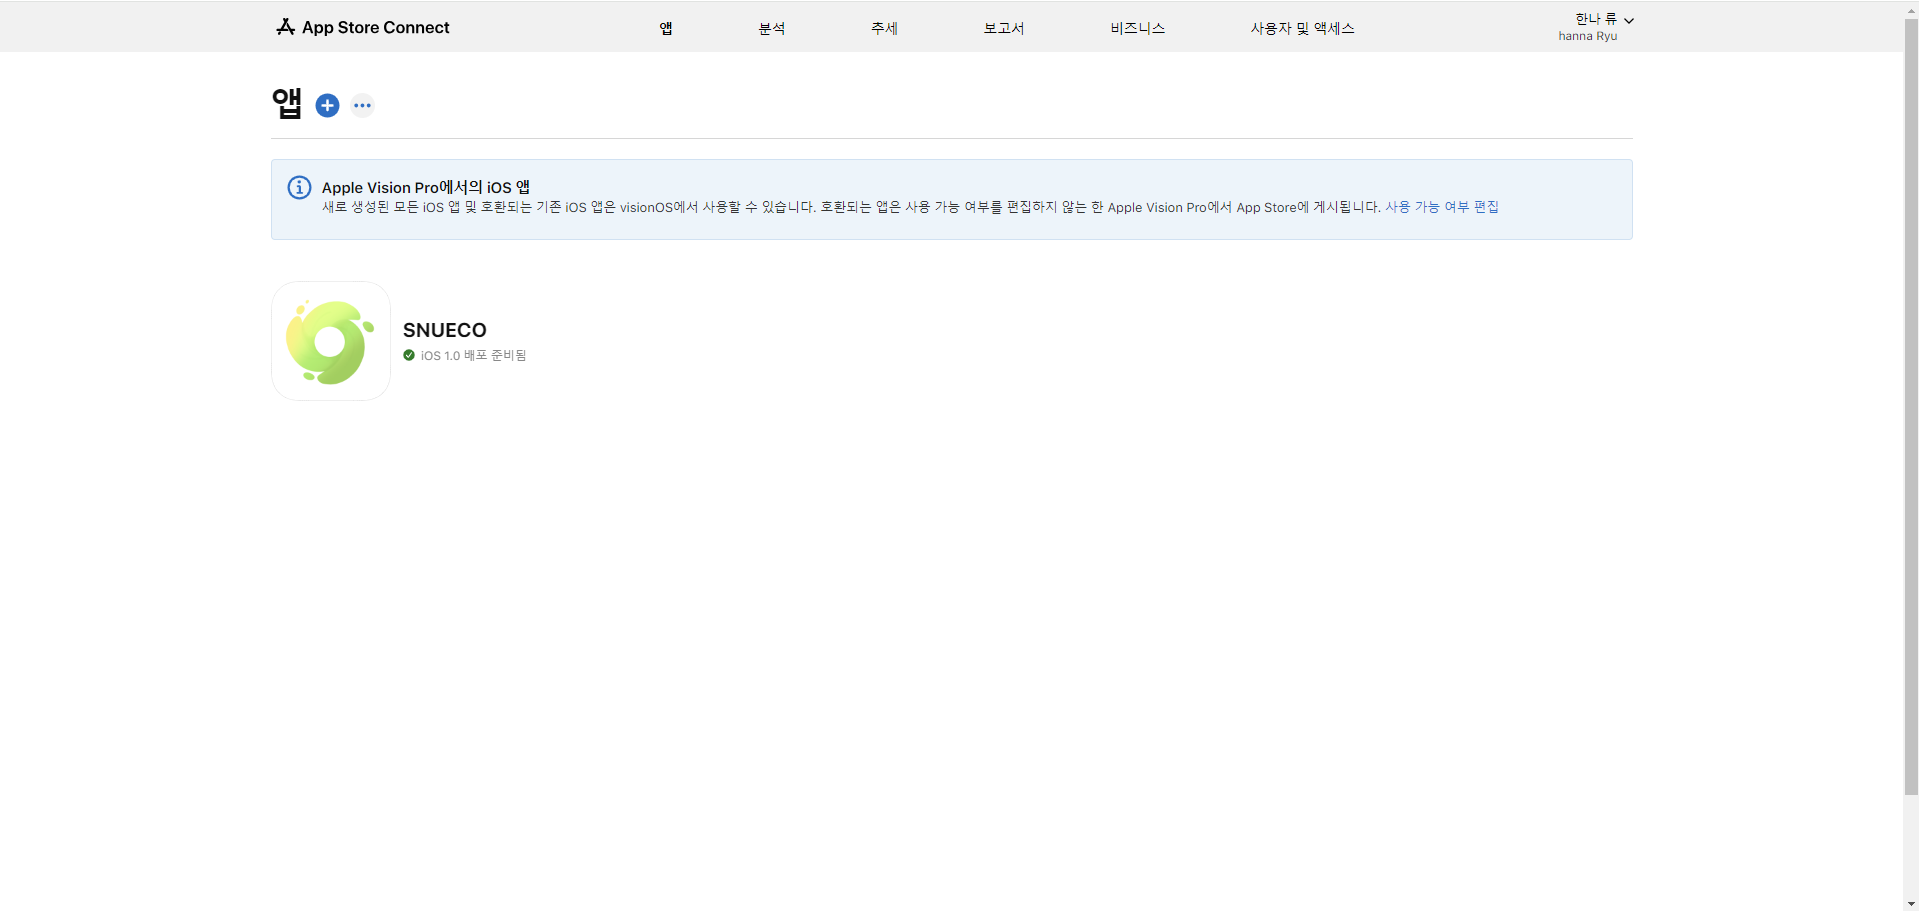 App Store Connect
앱
분석
추세
보고서
비즈니스
사용자 및 액세스
한나 류
hanna Ryu
앱
Apple Vision Pro에서의 iOS 앱
새로 생성된 모든 iOS 앱 및 호환되는 기존 iOS 앱은 visionOS에서 사용할 수 있습니다. 호환되는 앱은 사용 가능 여부를 편집하지 않는 한 Apple Vision Pro에서 App Store에 게시됩니다. 사용 가능 여부 편집
SNUECO
iOS 1.0 배포 준비됨